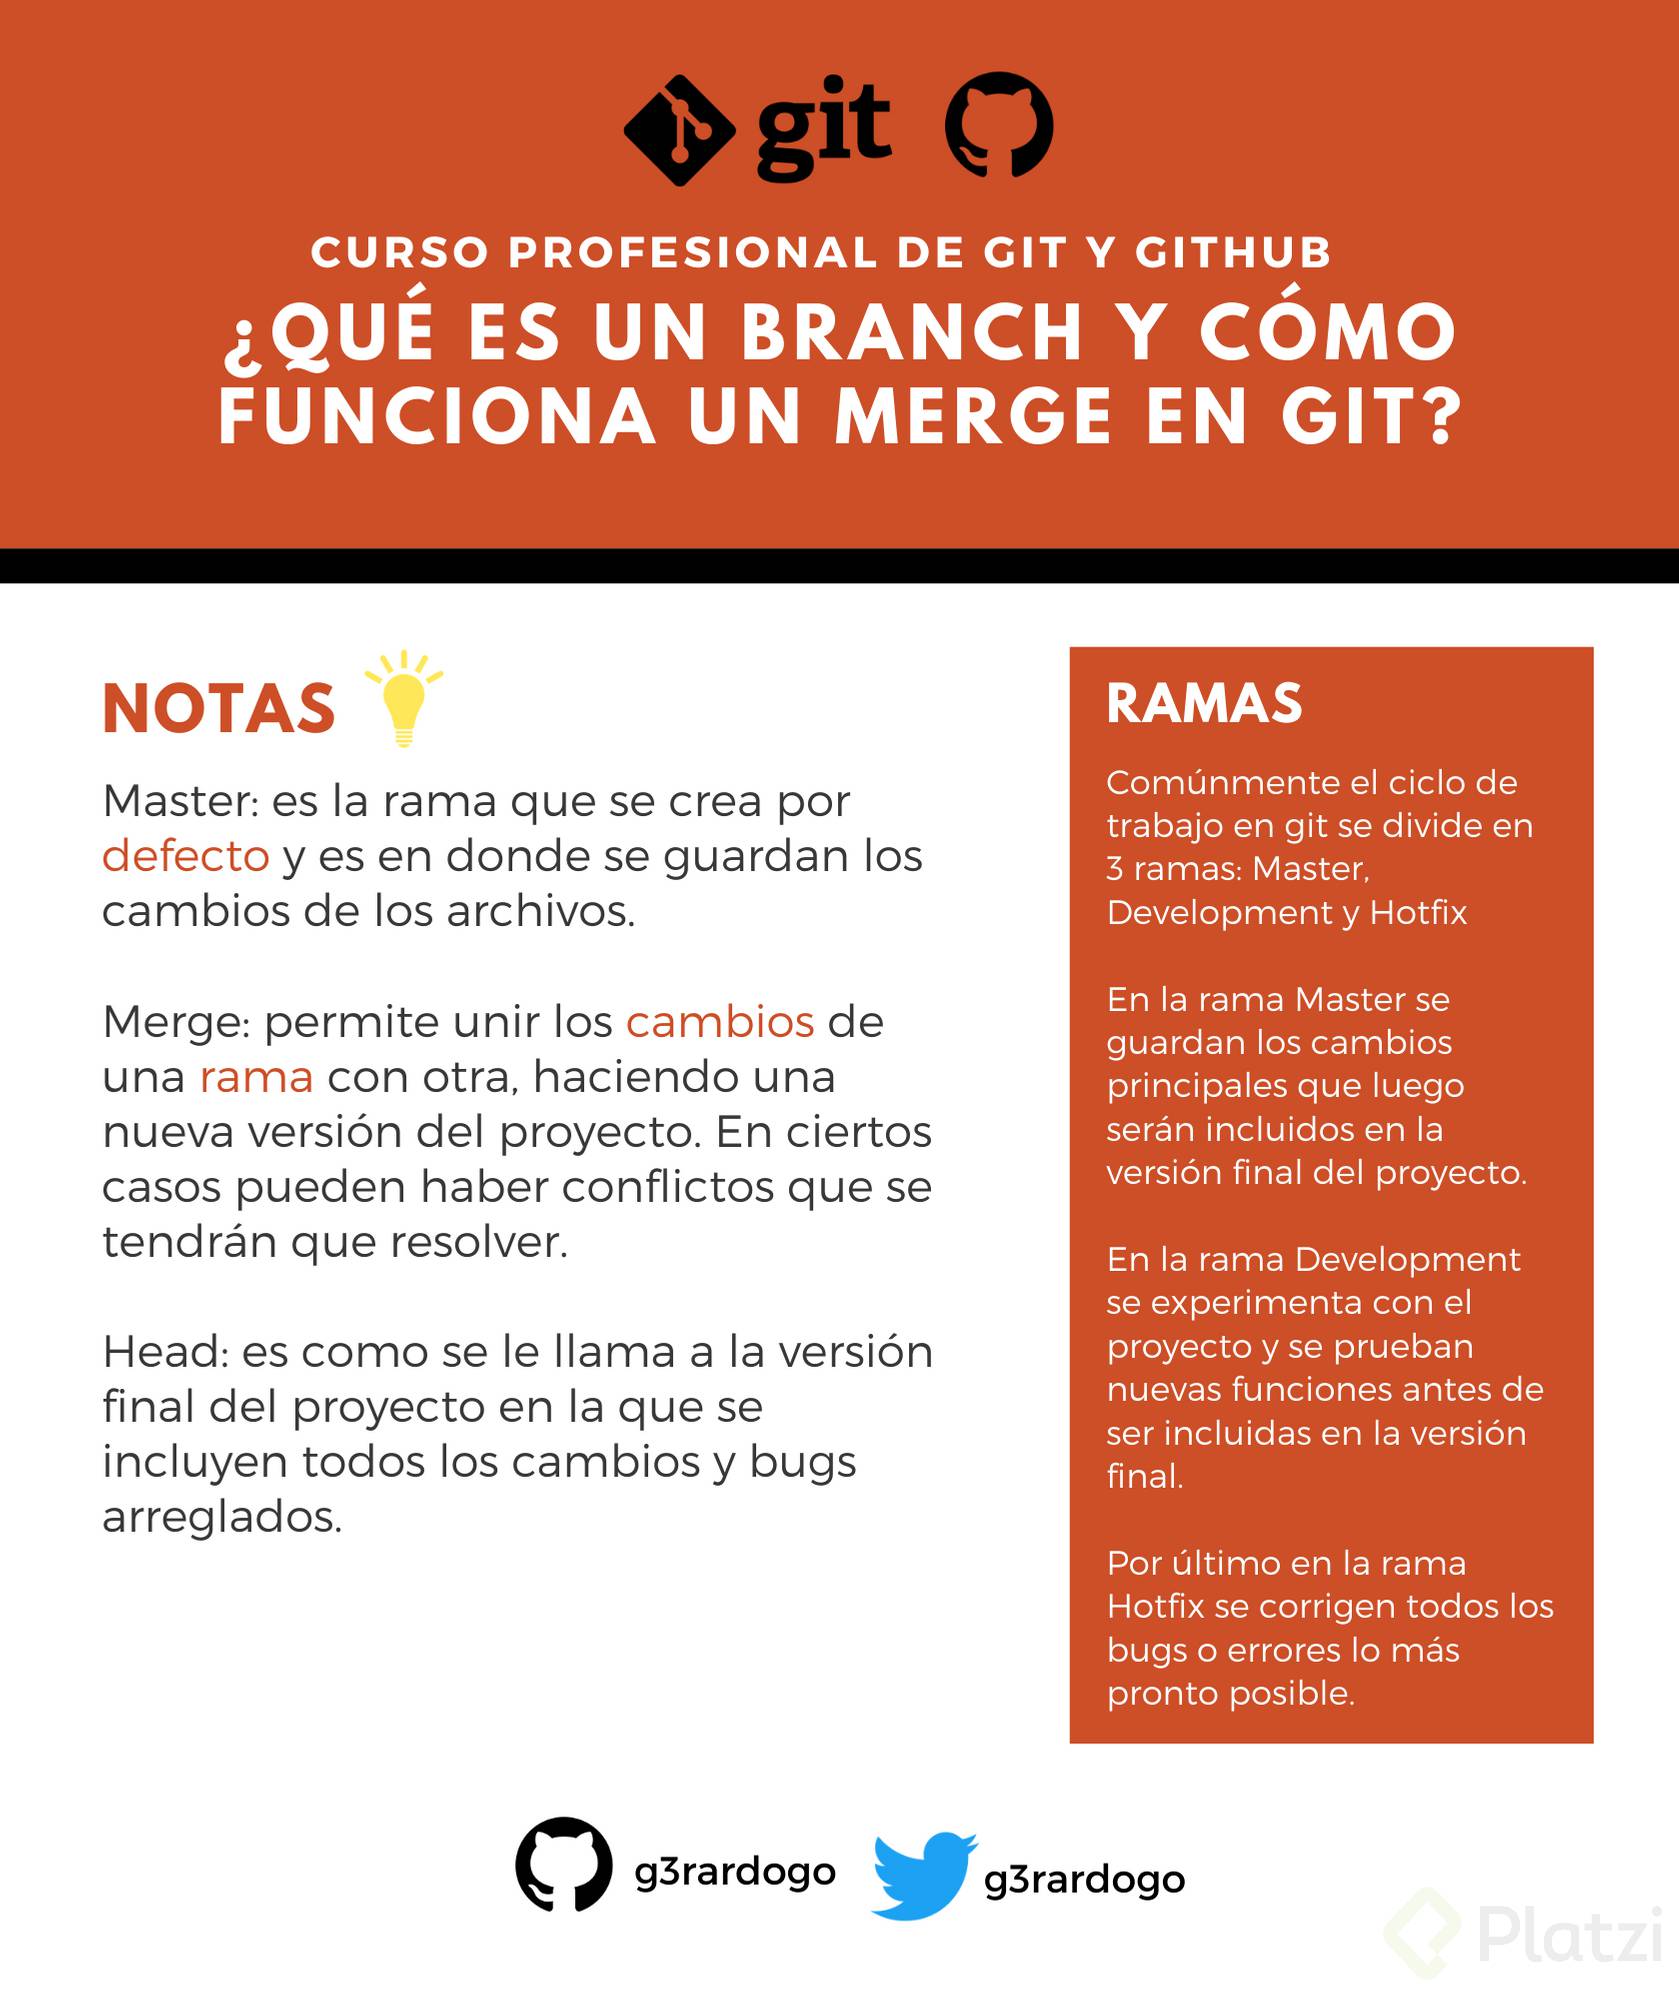 git
CURSO PROFESIONAL DE GIT Y GITHUB
¿QUÉ ES UN BRANCH Y CÓMO
FUNCIONA UN MERGE EN GIT?
NOTAS
Master: es la rama que se crea por
defecto y es en donde se guardan los
cambios de los archivos.
Merge: permite unir los cambios de
una rama con otra, haciendo una
nueva versión del proyecto. En ciertos
casos pueden haber conflictos que se
tendrán que resolver.
Head: es como se le llama a la versión
final del proyecto en la que se
incluyen todos los cambios y bugs
arreglados.
RAMAS
Comúnmente el ciclo de
trabajo en git se divide en
3 ramas: Master,
Development y Hotfix
En la rama Master se
guardan los cambios
principales que luego
serán incluidos en la
versión final del proyecto.
En la rama Development
se experimenta con el
proyecto y se prueban
nuevas funciones antes de
ser incluidas en la versión
final.
Por último en la rama
Hotfix se corrigen todos los
bugs o errores lo más
pronto posible.
g3rardogo
g3rardogo
Platzi